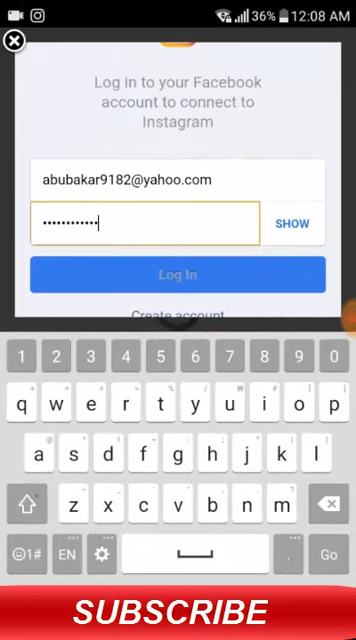 36% 12:08 AM
Log in to your Facebook
account to connect to
Instagram
abubakar9182@yahoo.com
•••••••••••• SHOW
Log In
Create account
1 2 3 4 5 6 7 8 9 0
q w e r t y u i o p
a s d f g h j k l
z x c v b n m
☺1# EN . Go
SUBSCRIBE